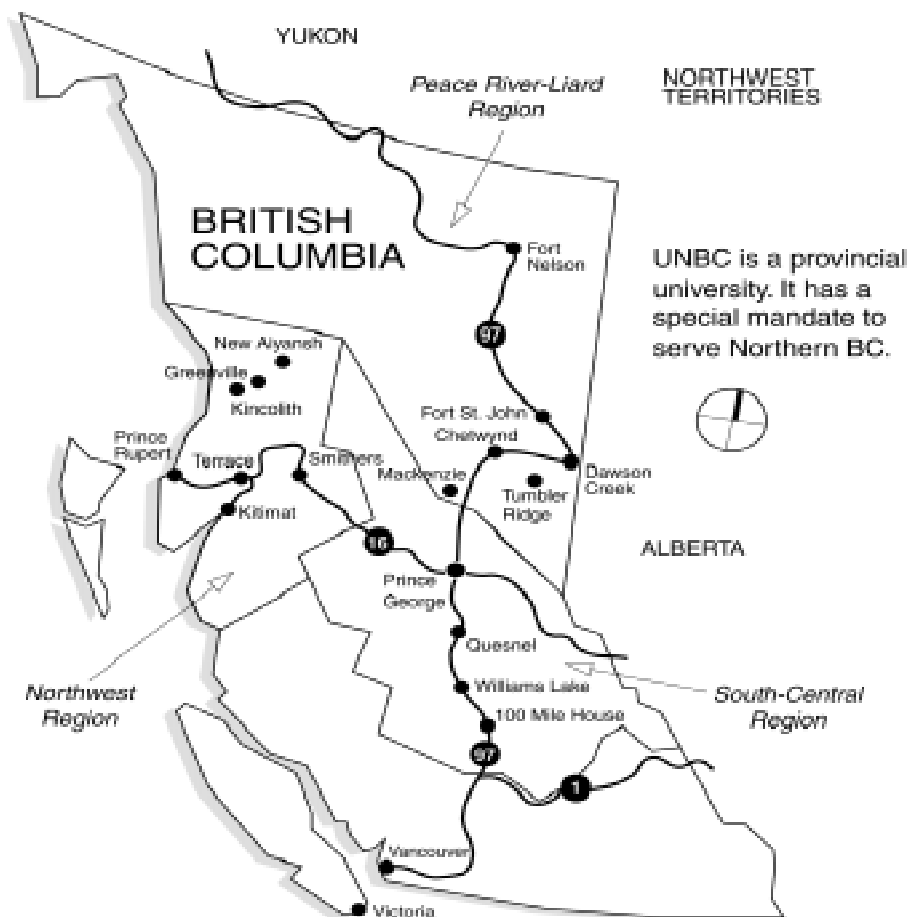 YUKON
Peace River-Liard
Region
NORTHWEST
TERRITORIES
BRITISH
COLUMBIA
Fort
Nelson
UNBC is a provincial
university. It has a
special mandate to
serve Northern BC.
97
New Aiyansh
Greenville
Kincolith
Fort St. John
Chetwynd
Prince
Rupert
Terrace
Smithers
Mackenzie
Dawson
Creek
Tumbler
Ridge
Kitimat
16
ALBERTA
Prince
George
Quesnel
Northwest
Region
Williams Lake
South-Central
Region
100 Mile House
97
1
Vancouver
Victoria